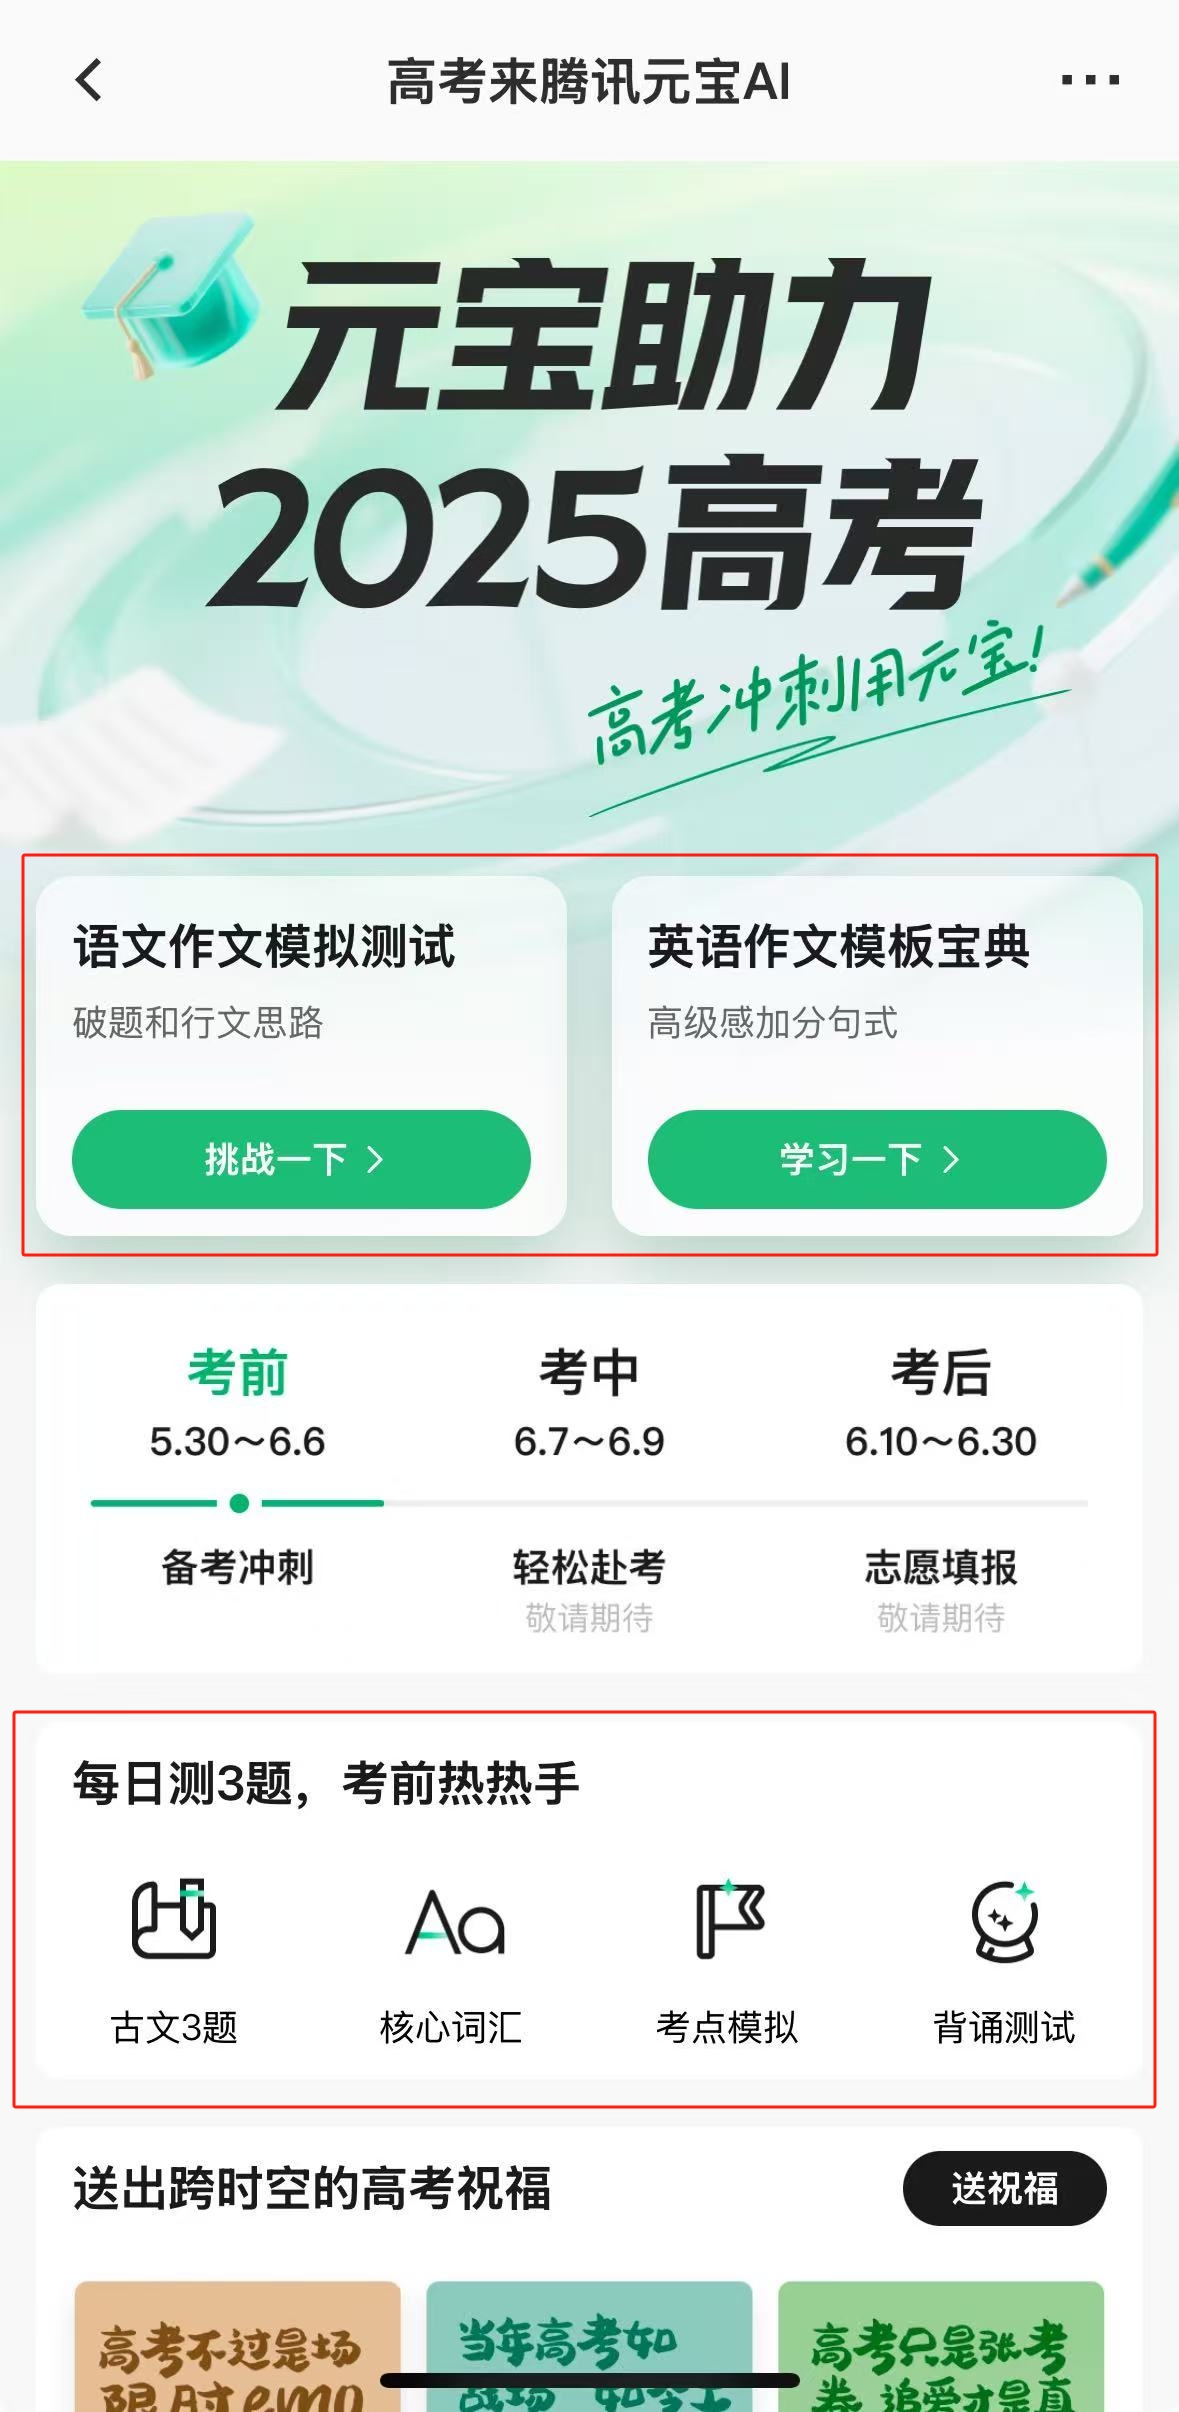 高考来腾讯元宝AI
元宝助力
2025高考
高考冲刺用元宝！
语文作文模拟测试
破题和行文思路
挑战一下
英语作文模板宝典
高级感加分句式
学习一下
考前 考中 考后
5.30～6.6 6.7～6.9 6.10～6.30
备考冲刺 轻松赴考 志愿填报
敬请期待 敬请期待
每日测3题，考前热热手
古文3题 核心词汇 考点模拟 背诵测试
送出跨时空的高考祝福
送祝福
高考不过是场
限时emo
当年高考如
战场
高考只是张考
卷 追爱才是真